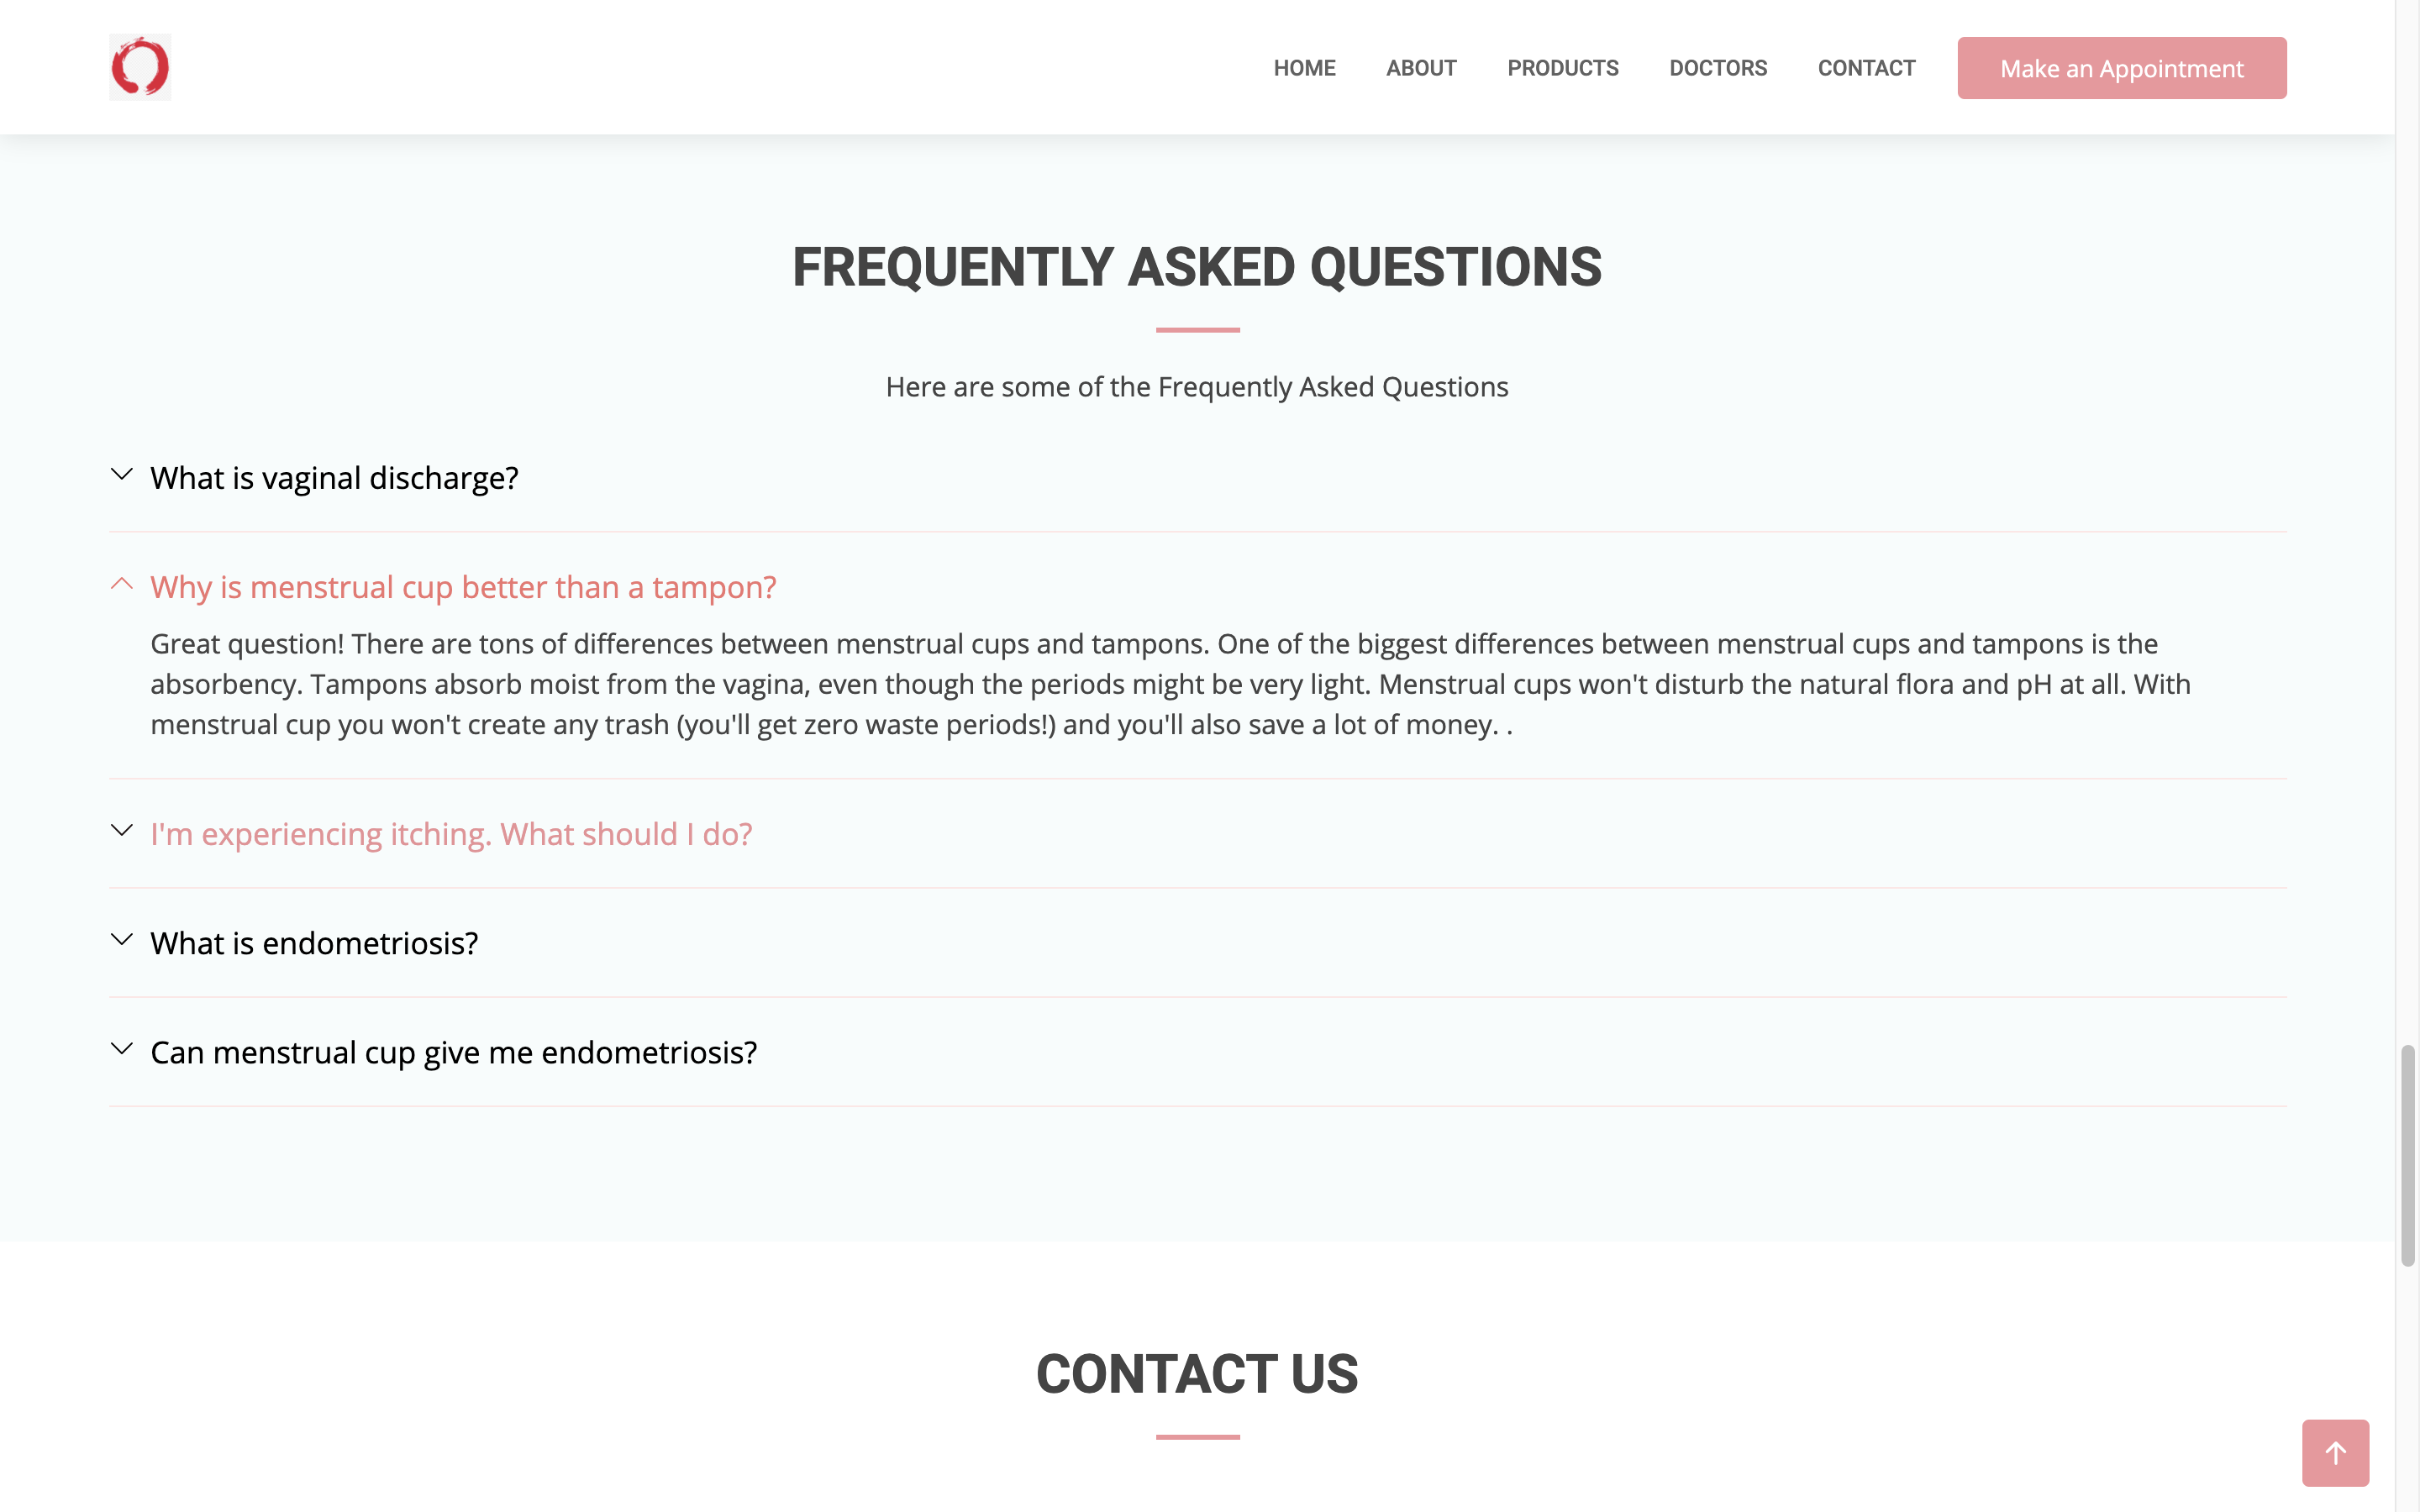 HOME ABOUT PRODUCTS DOCTORS CONTACT Make an Appointment
FREQUENTLY ASKED QUESTIONS
Here are some of the Frequently Asked Questions
What is vaginal discharge?
Why is menstrual cup better than a tampon?
Great question! There are tons of differences between menstrual cups and tampons. One of the biggest differences between menstrual cups and tampons is the
absorbency. Tampons absorb moist from the vagina, even though the periods might be very light. Menstrual cups won't disturb the natural flora and pH at all. With
menstrual cup you won't create any trash (you'll get zero waste periods!) and you'll also save a lot of money. .
I'm experiencing itching. What should I do?
What is endometriosis?
Can menstrual cup give me endometriosis?
CONTACT US